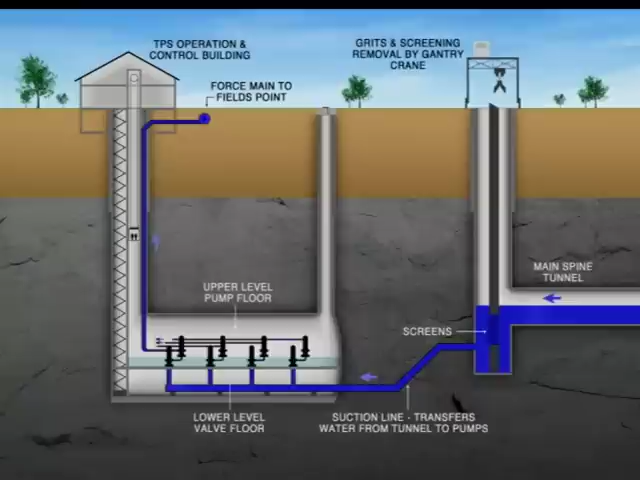 TPS OPERATION &
CONTROL BUILDING
GRITS & SCREENING
REMOVAL BY GANTRY
CRANE
FORCE MAIN TO
FIELDS POINT
MAIN SPINE
TUNNEL
UPPER LEVEL
PUMP FLOOR
SCREENS
LOWER LEVEL
VALVE FLOOR
SUCTION LINE - TRANSFERS
WATER FROM TUNNEL TO PUMPS